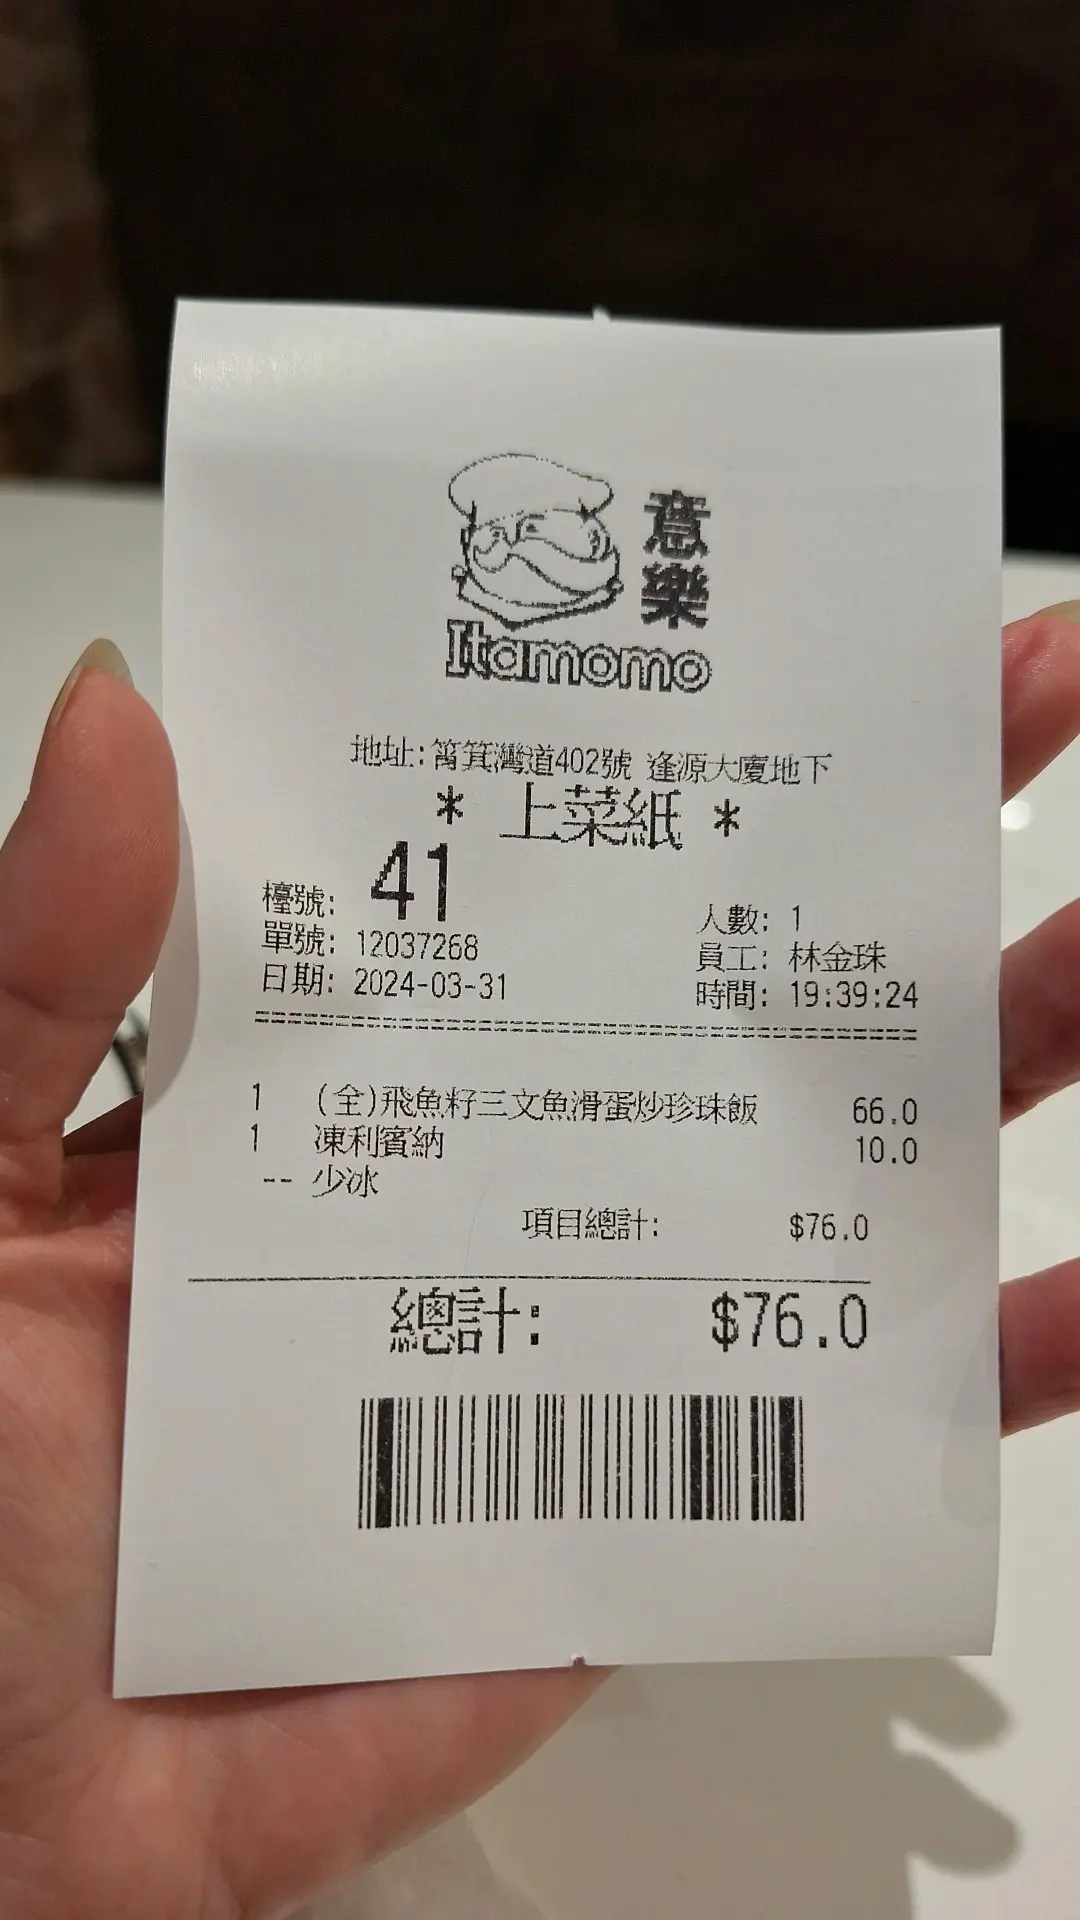 意樂
Itamomo
地址:筲箕灣道402號 逢源大廈地下
* 上菜紙 *
檯號: 41
人數: 1
單號: 12037268
員工: 林金珠
日期: 2024-03-31
時間: 19:39:24
1 (全)飛魚籽三文魚滑蛋炒珍珠飯 66.0
1 凍利賓納 10.0
-- 少冰
項目總計: $76.0
總計: $76.0